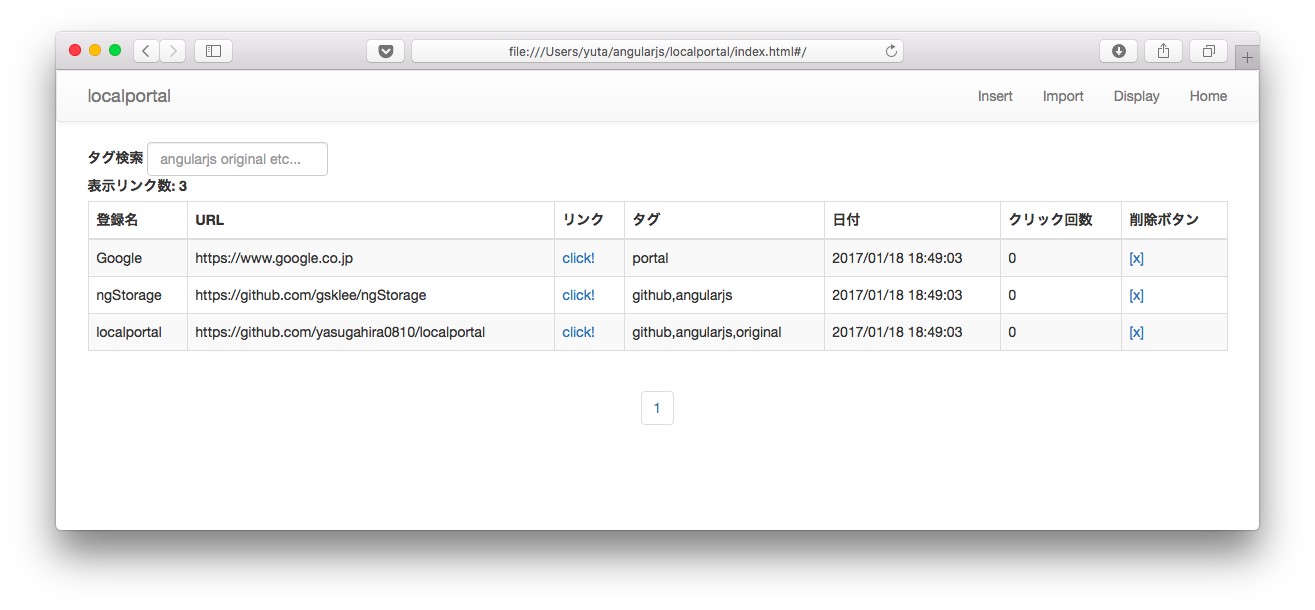 file:///Users/yuta/angularjs/localportal/index.html#/
localportal Insert Import Display Home
タグ検索 angularjs original etc...
表示リンク数: 3
登録名 URL リンク タグ 日付 クリック回数 削除ボタン
Google https://www.google.co.jp click! portal 2017/01/18 18:49:03 0 [x]
ngStorage https://github.com/gsklee/ngStorage click! github,angularjs 2017/01/18 18:49:03 0 [x]
localportal https://github.com/yasugahira0810/localportal click! github,angularjs,original 2017/01/18 18:49:03 0 [x]
1